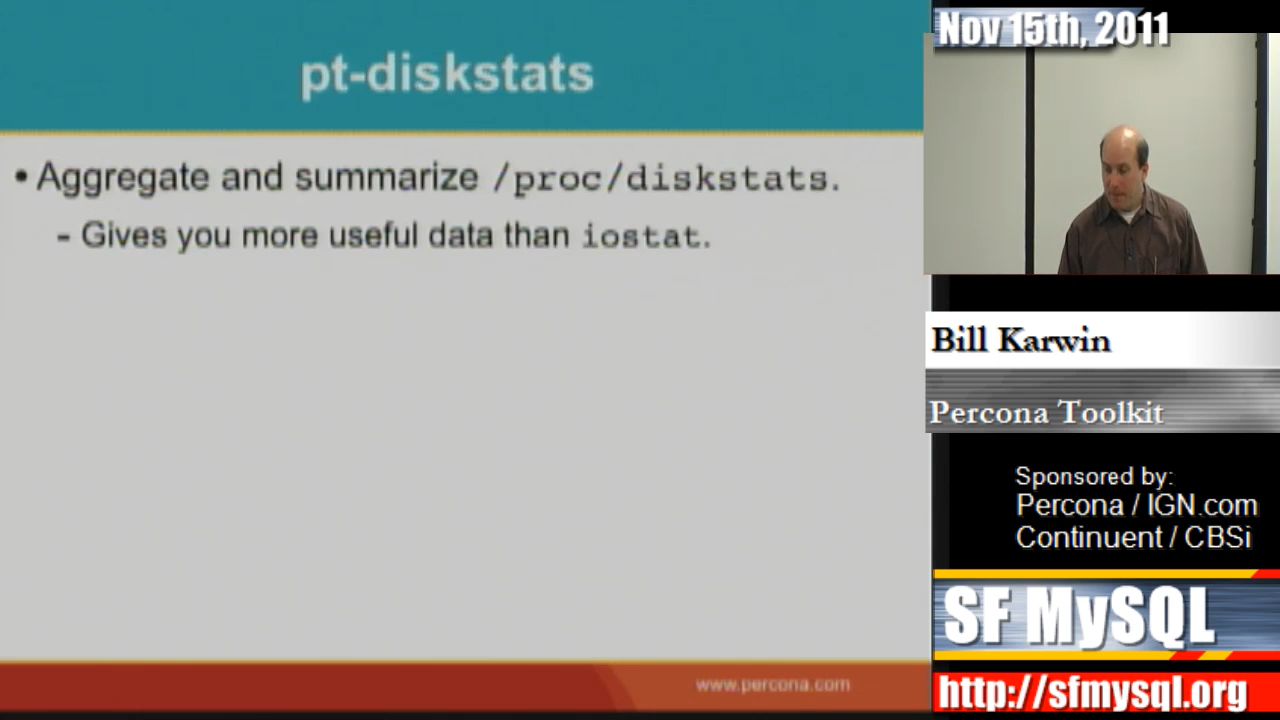 pt-diskstats
• Aggregate and summarize /proc/diskstats.
- Gives you more useful data than iostat.
www.percona.com
Nov 15th, 2011
Bill Karwin
Percona Toolkit
Sponsored by:
Percona / IGN.com
Continuent / CBSi
SF MySQL
http://sfmysql.org